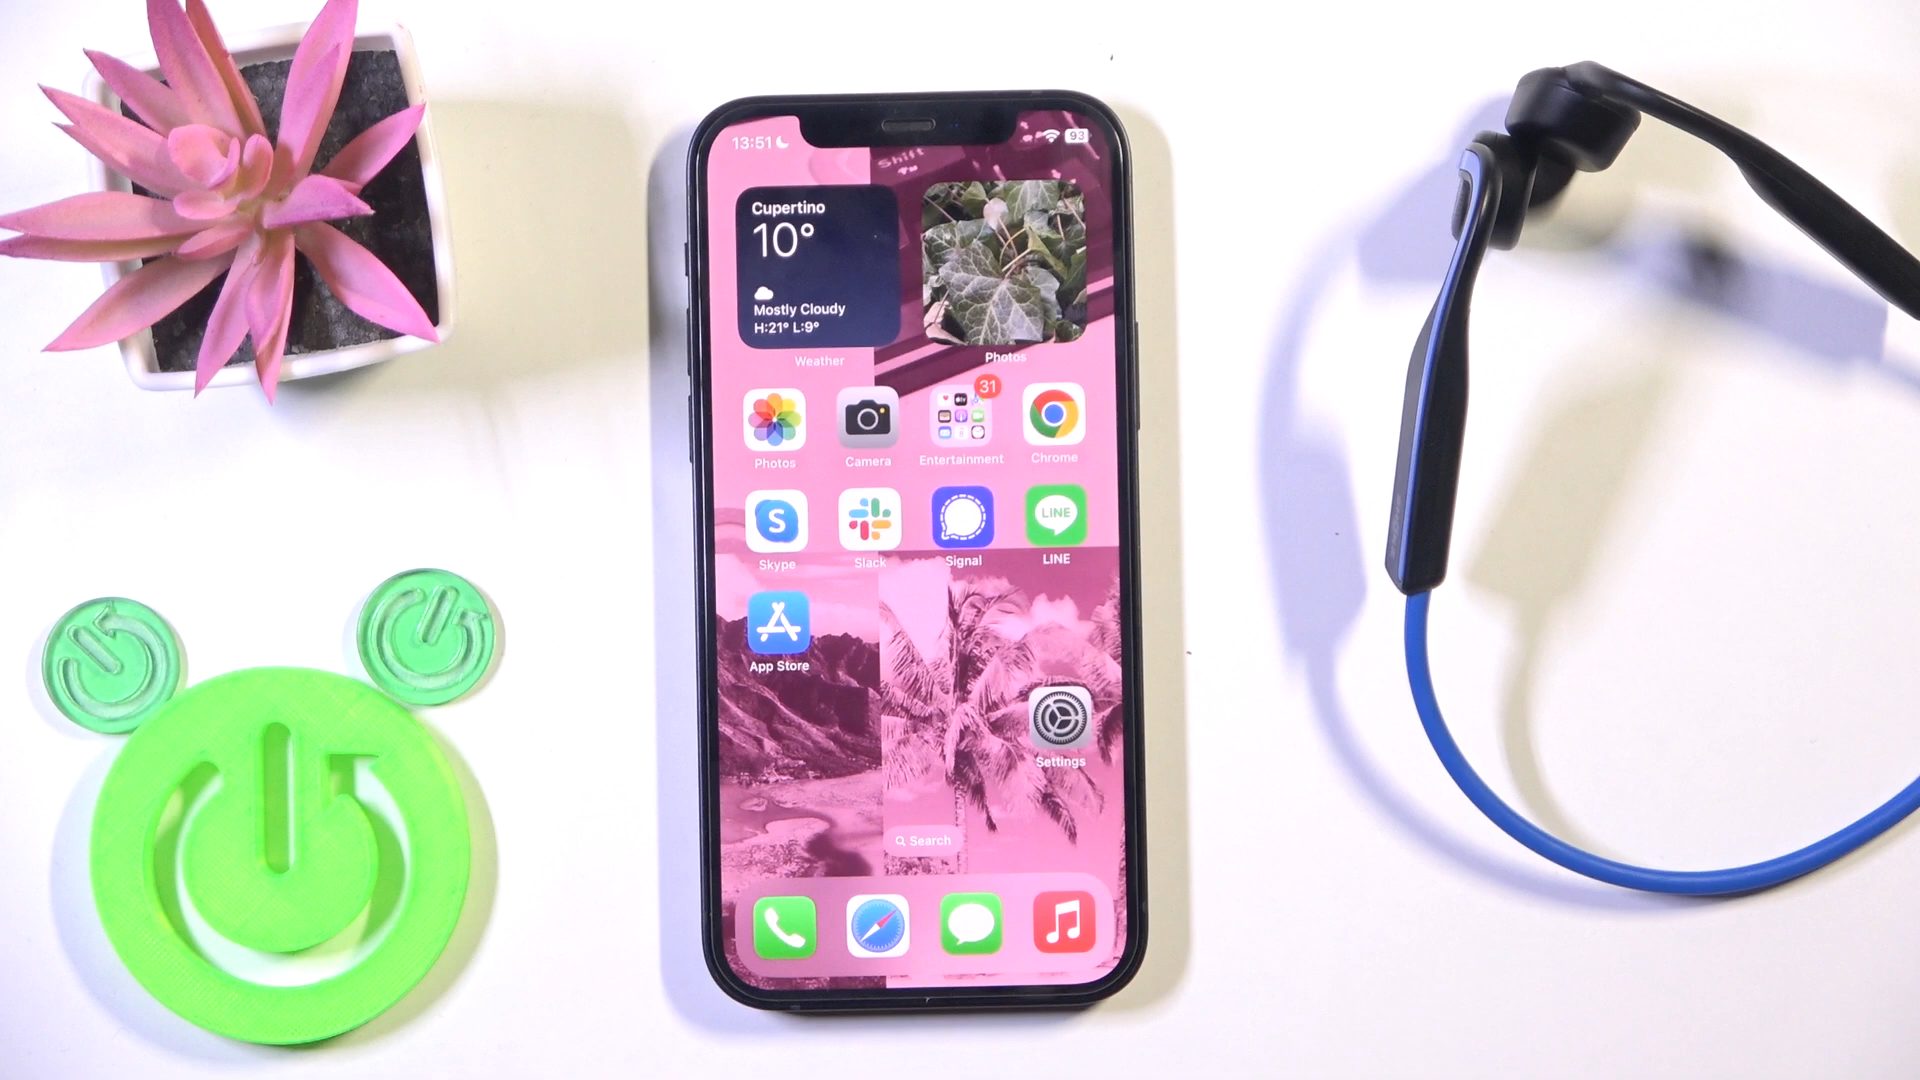 13:51
93
Shift
Cupertino
10°
Mostly Cloudy
H:21° L:9°
Weather
Photos
31
Photos
Camera
Entertainment
Chrome
S
LINE
Skype
Slack
Signal
LINE
App Store
Settings
Search